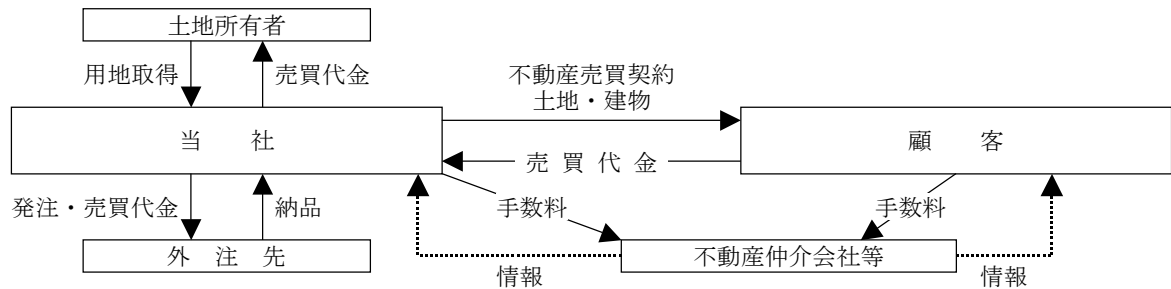 土地所有者
用地取得
売買代金
不動産売買契約
土地・建物
当 社
顧 客
売 買 代 金
発注・売買代金
納品
手数料
手数料
外 注 先
不動産仲介会社等
情報
情報